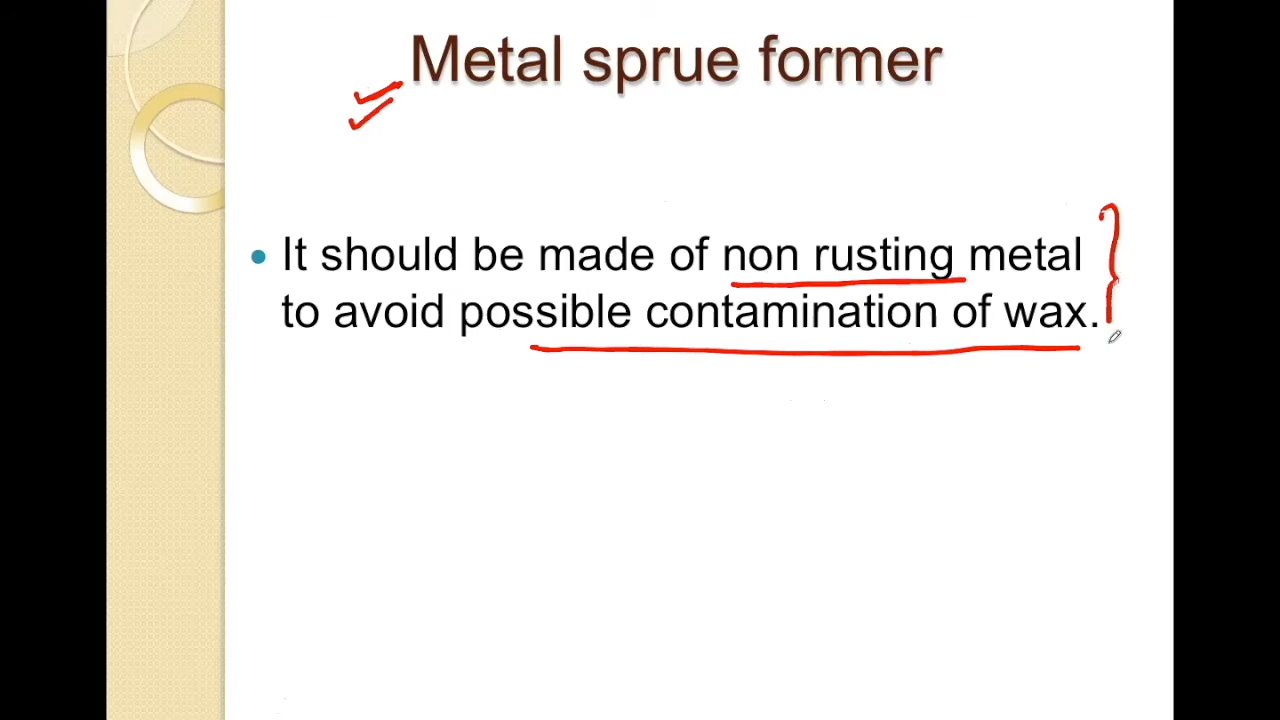 Metal sprue former
• It should be made of non rusting metal
to avoid possible contamination of wax.